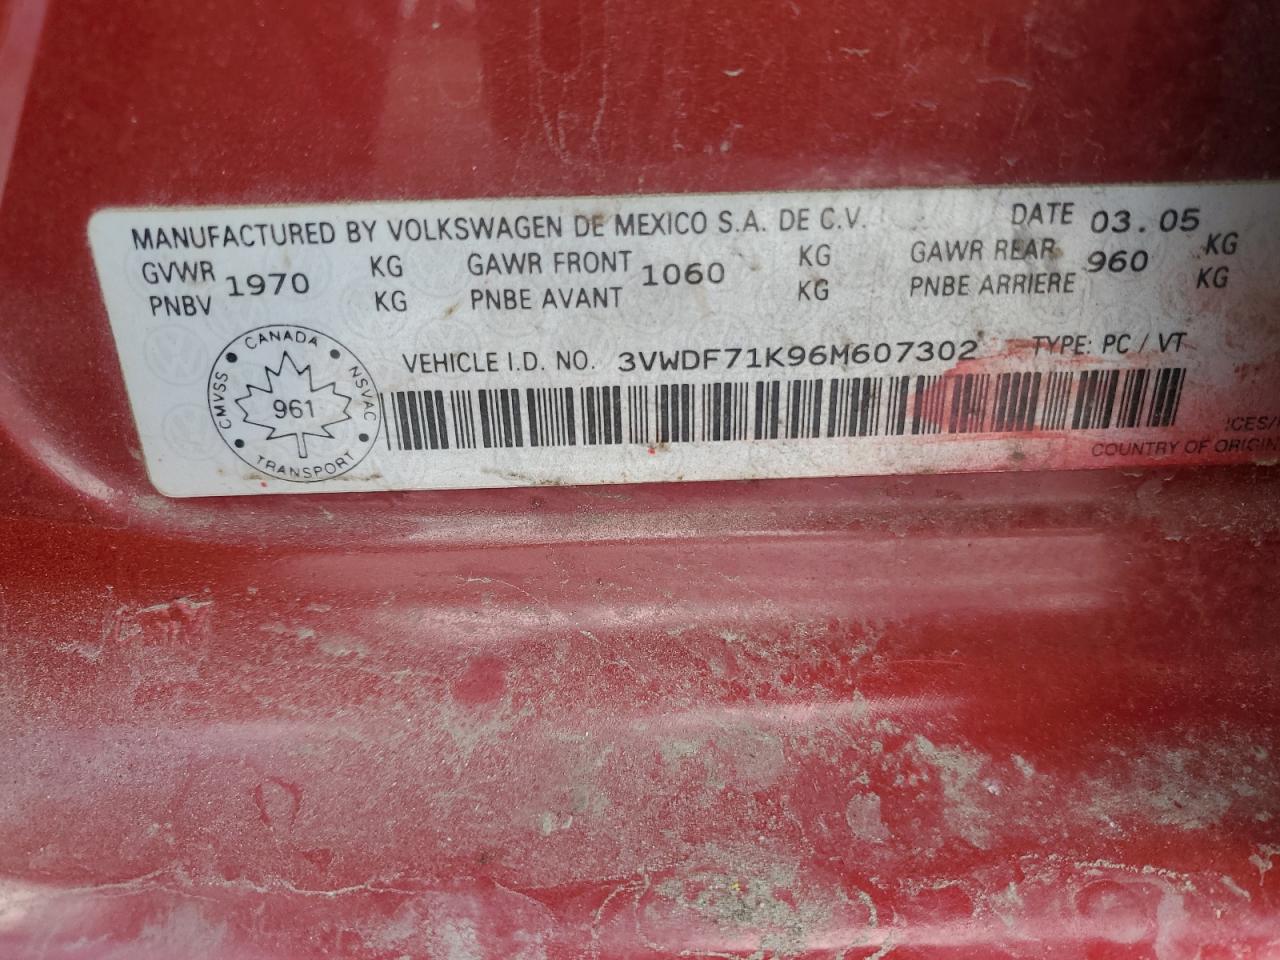 MANUFACTURED BY VOLKSWAGEN DE MEXICO S.A. DE C.V. DATE 03.05
GVWR 1970 KG GAWR FRONT 1060 KG GAWR REAR 960 KG
PNBV KG PNBE AVANT KG PNBE ARRIERE KG
VEHICLE I.D. NO. 3VWDF71K96M607302 TYPE: PC / VT
CANADA
CMVSS 961 NSVAC
TRANSPORT
COUNTRY OF ORIGIN